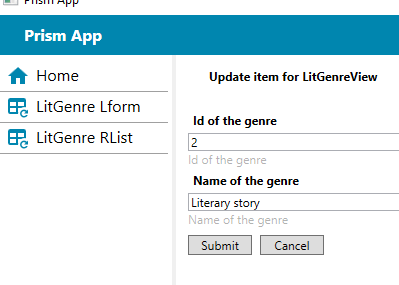 Prism App
Prism App
Home
LitGenre Lform
LitGenre RList
Update item for LitGenreView
Id of the genre
2
Id of the genre
Name of the genre
Literary story
Name of the genre
Submit Cancel